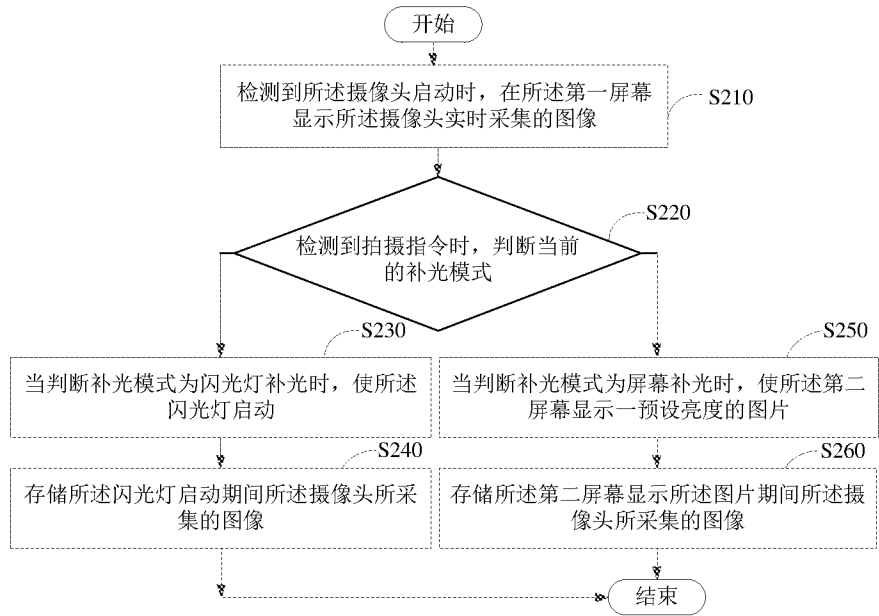 开始
检测到所述摄像头启动时，在所述第一屏幕
显示所述摄像头实时采集的图像
S210
S220
检测到拍摄指令时，判断当前
的补光模式
S230
当判断补光模式为闪光灯补光时，使所述
闪光灯启动
S250
当判断补光模式为屏幕补光时，使所述第二
屏幕显示一预设亮度的图片
S240
存储所述闪光灯启动期间所述摄像头所采
集的图像
S260
存储所述第二屏幕显示所述图片期间所述摄
像头所采集的图像
结束